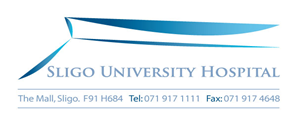 SLIGO UNIVERSITY HOSPITAL
The Mall, Sligo. F91 H684 Tel: 071 917 1111 Fax: 071 917 4648